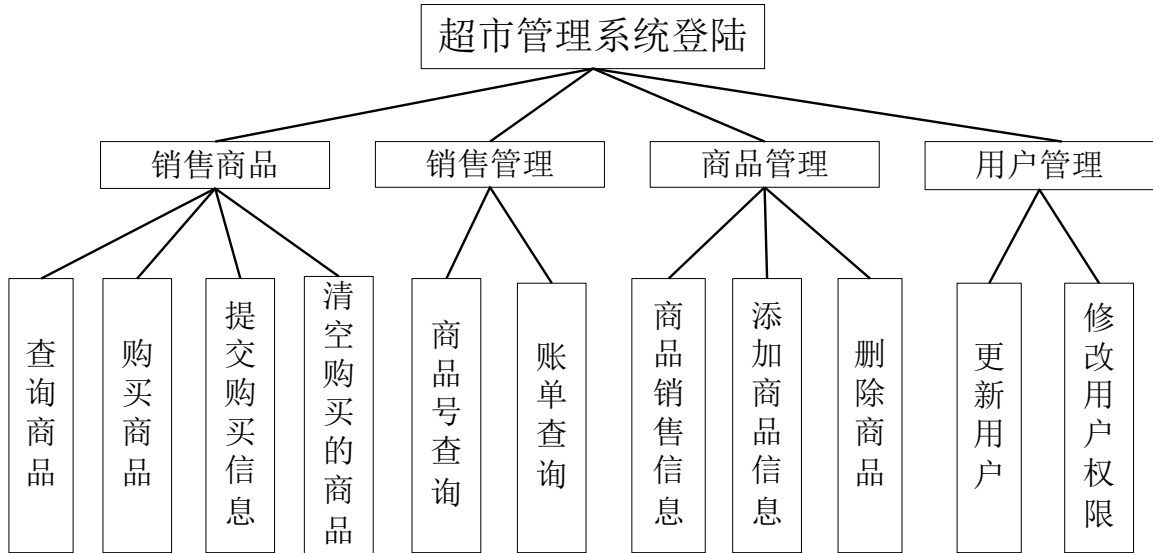 超市管理系统登陆
销售商品
销售管理
商品管理
用户管理
查询商品
购买商品
提交购买信息
清空购买的商品
商品号查询
账单查询
商品销售信息
添加商品信息
删除商品
更新用户
修改用户权限